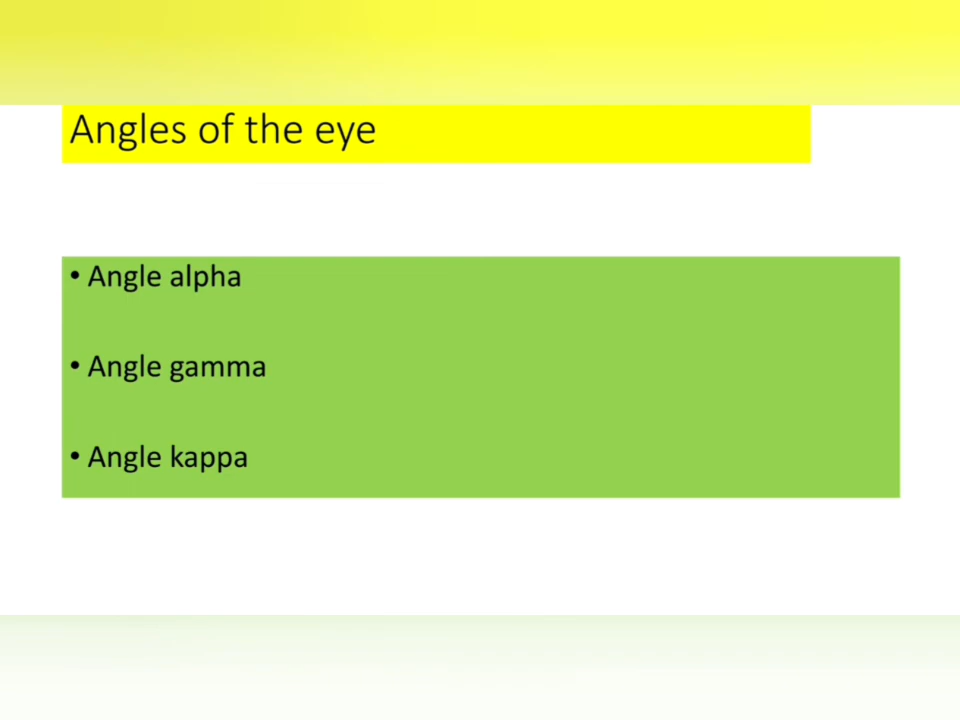 Angles of the eye
• Angle alpha
• Angle gamma
• Angle kappa